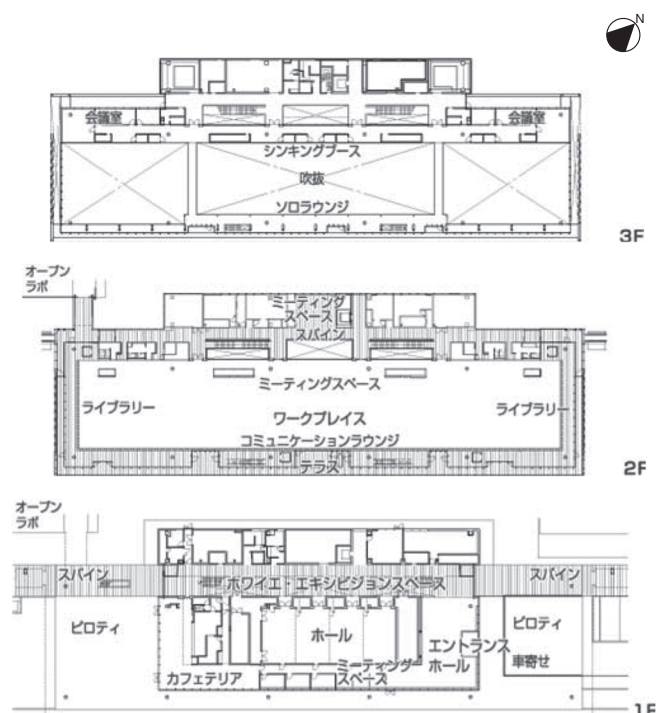 N
会議室
会議室
シンキングブース
吹抜
ソロラウンジ
3F
オープン
ラボ
ミーティング
スペース
スパイン
ミーティングスペース
ライブラリー
ワークプレイス
ライブラリー
コミュニケーションラウンジ
テラス
2F
オープン
ラボ
スパイン
ホワイエ・エキシビジョンスペース
スパイン
ピロティ
ホール
エントランス
ホール
ピロティ
車寄せ
カフェテリア
ミーティング
スペース
1F